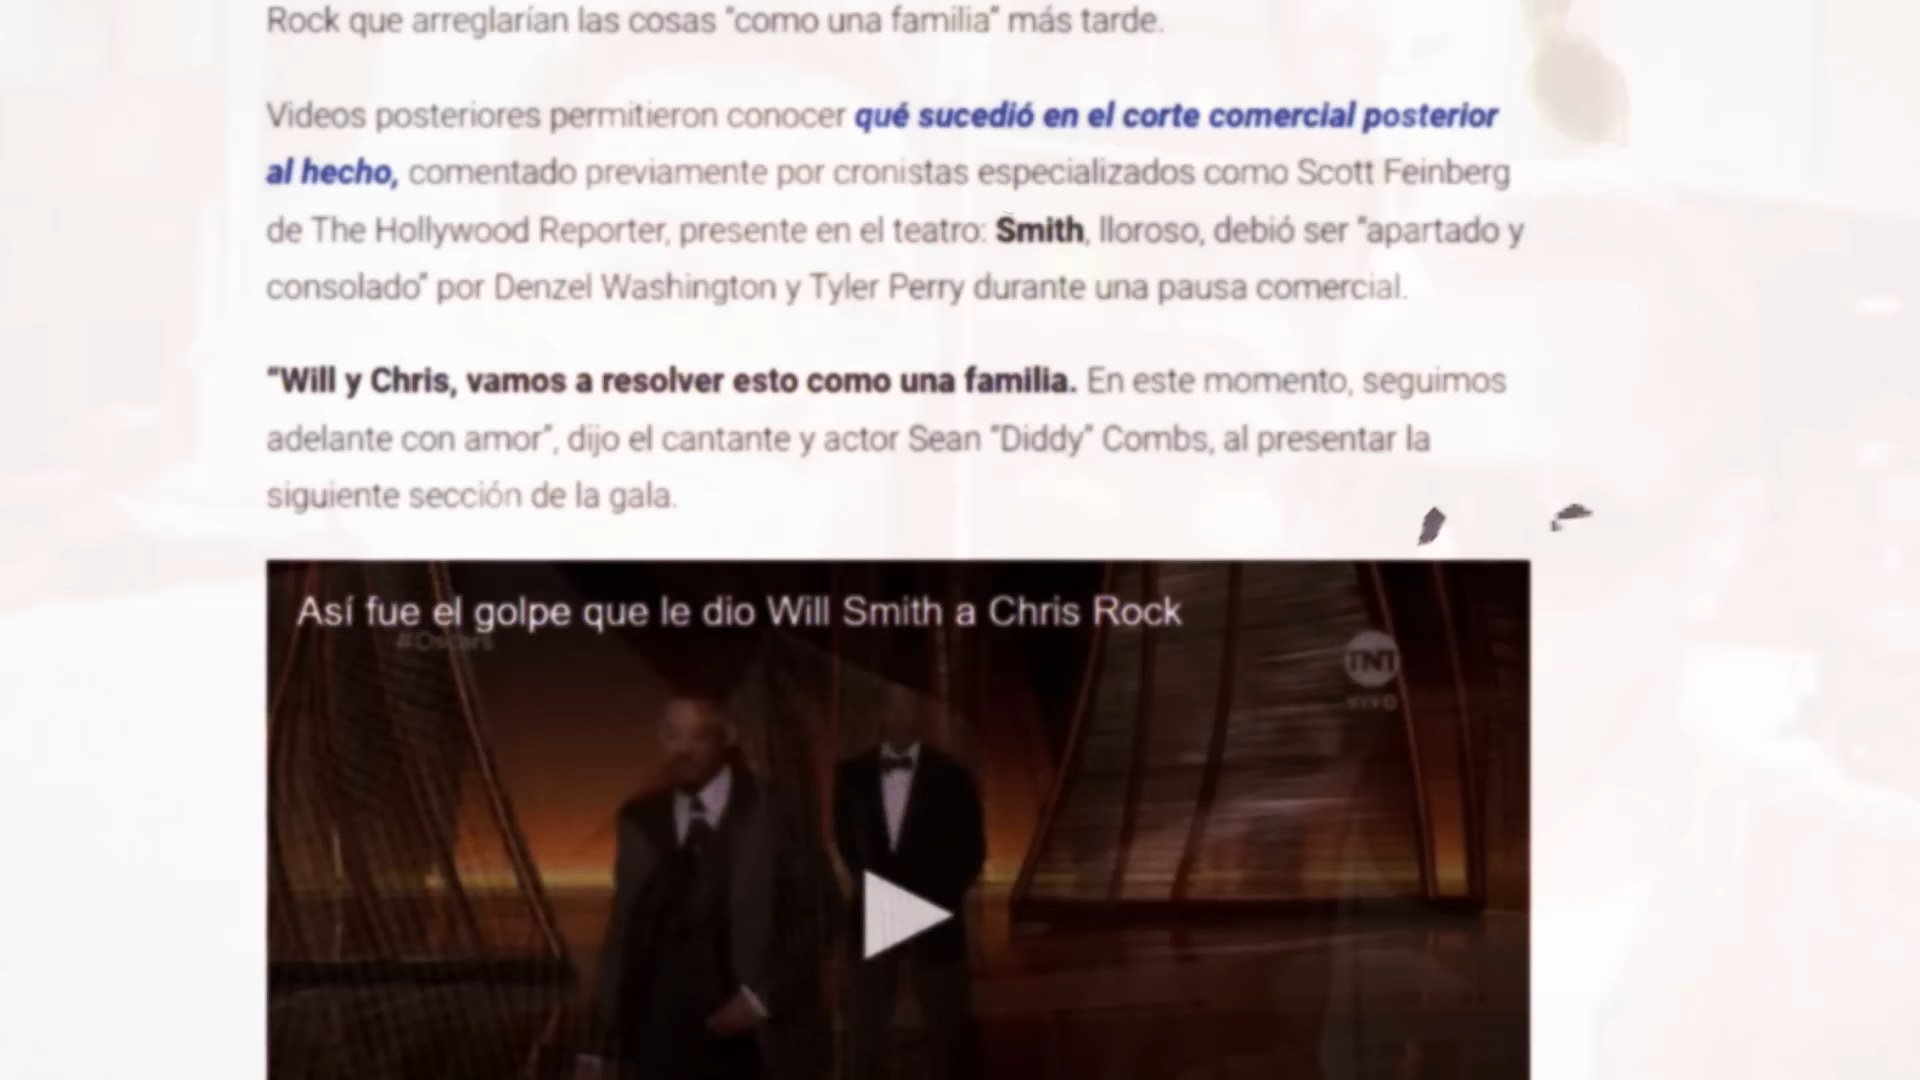 Rock que arreglarían las cosas “como una familia” más tarde.
Videos posteriores permitieron conocer qué sucedió en el corte comercial posterior
al hecho, comentado previamente por cronistas especializados como Scott Feinberg
de The Hollywood Reporter, presente en el teatro: Smith, lloroso, debió ser “apartado y
consolado” por Denzel Washington y Tyler Perry durante una pausa comercial.
“Will y Chris, vamos a resolver esto como una familia. En este momento, seguimos
adelante con amor”, dijo el cantante y actor Sean “Diddy” Combs, al presentar la
siguiente sección de la gala.
Así fue el golpe que le dio Will Smith a Chris Rock
#Oscars
TNT
VIVO